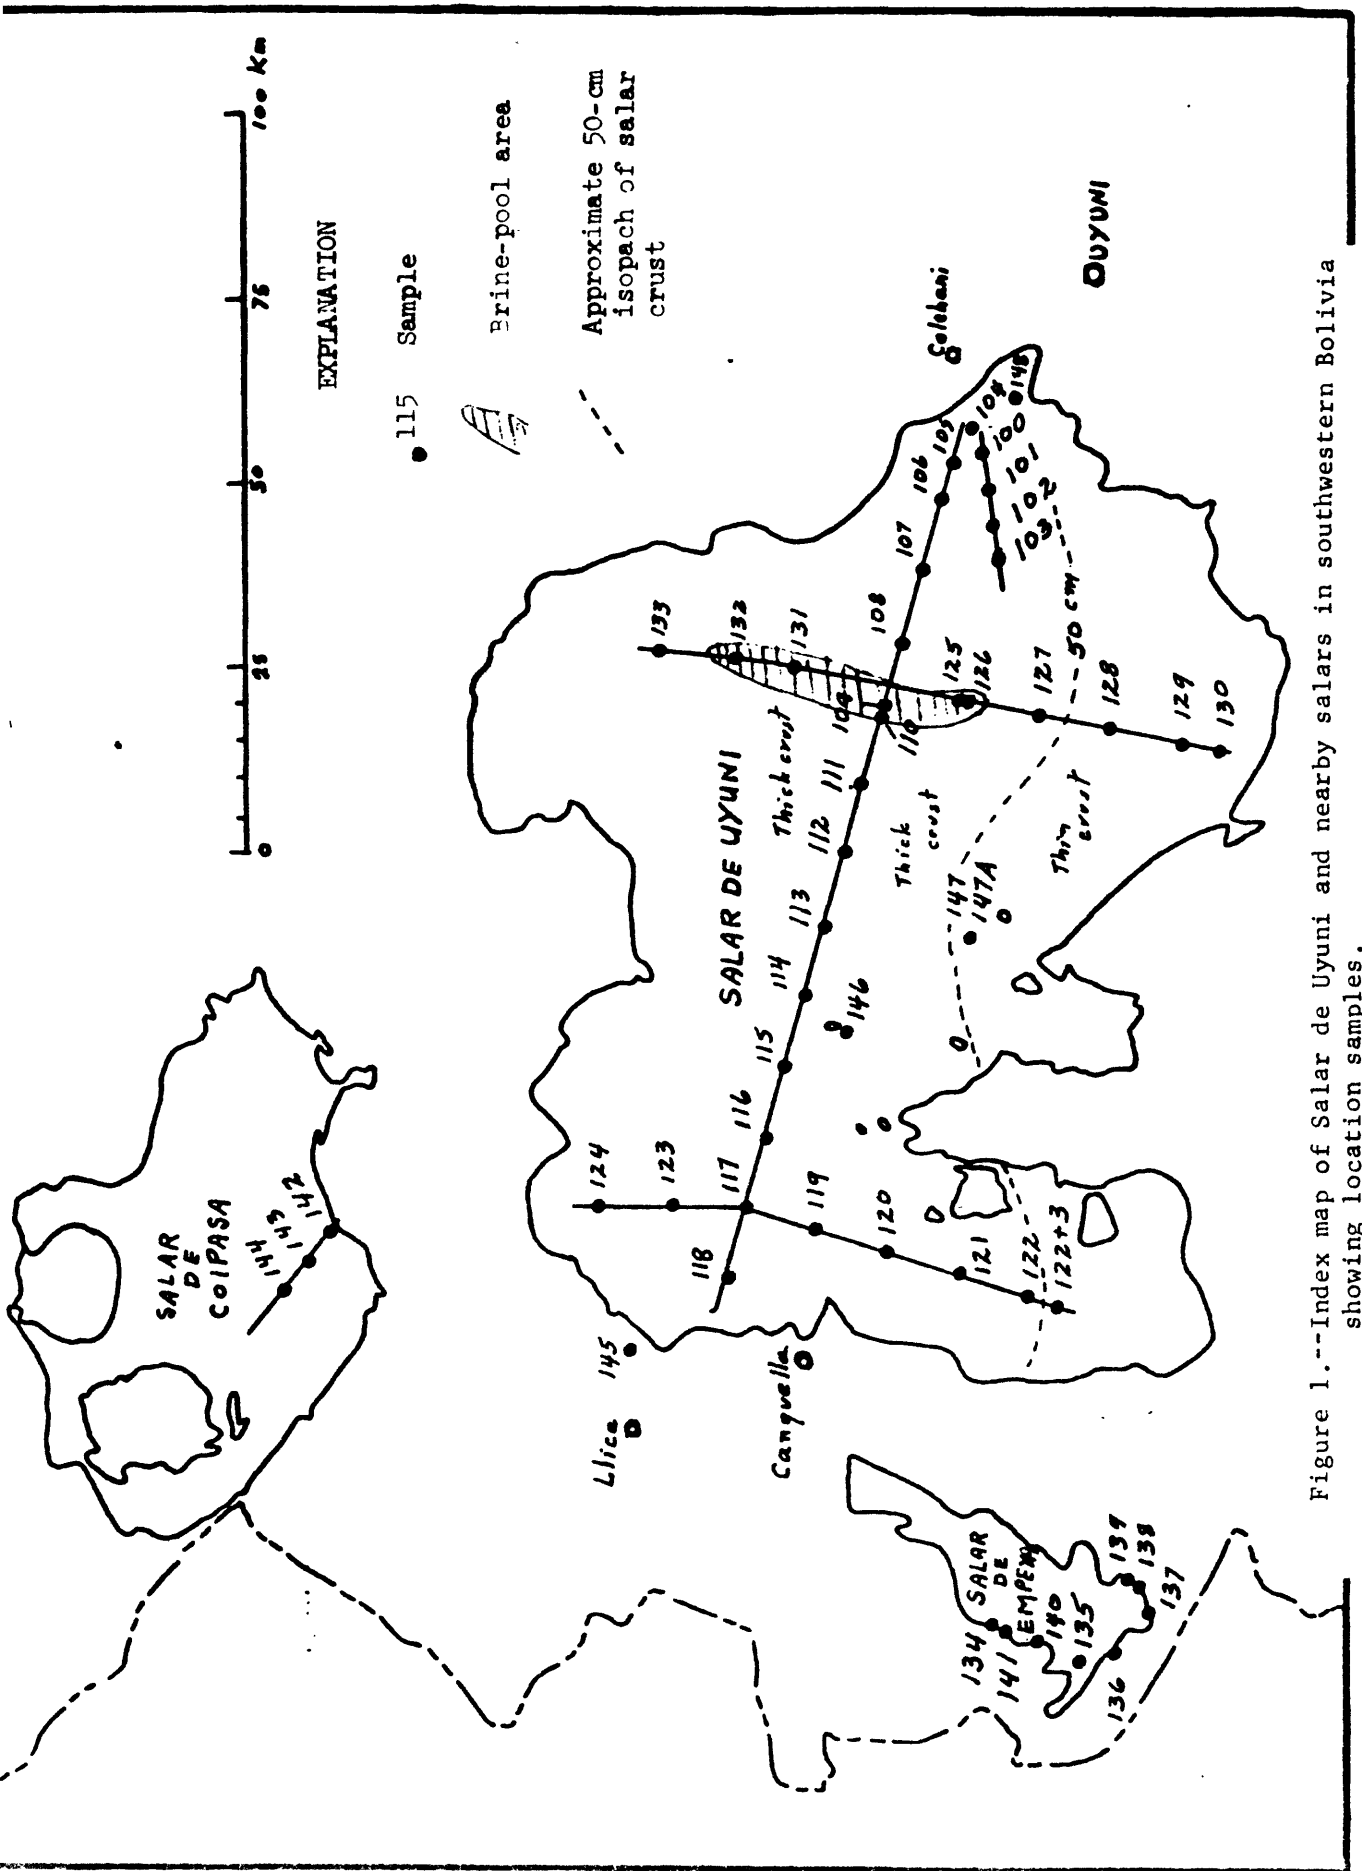 0
25
50
75
100 Km
EXPLANATION
115 Sample
Brine-pool area
Approximate 50-cm
isopach of salar
crust
SALAR
DE
COIPASA
144
143
142
Llica
145
Canquella
SALAR DE UYUNI
124
123
117
118
119
120
121
122
122+3
116
115
114
113
112
111
110
109
108
107
106
105
104
148
100
101
102
103
133
132
131
125
126
127
128
129
130
146
147
147A
Thick crust
Thick
crust
Thin
crust
50 cm
Colchani
UYUNI
SALAR
DE
EMPEXA
134
141
140
135
136
139
138
137
Figure 1.--Index map of Salar de Uyuni and nearby salars in southwestern Bolivia
showing location samples.